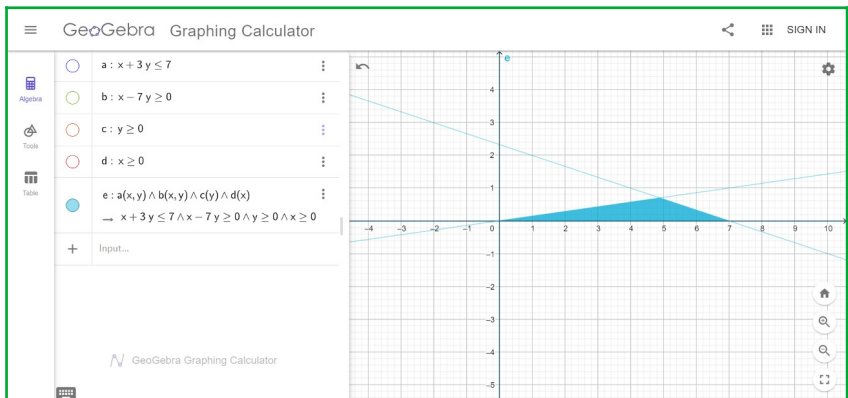 GeoGebra Graphing Calculator
SIGN IN
Algebra
Tools
Table
a : x + 3 y ≤ 7
b : x − 7 y ≥ 0
c : y ≥ 0
d : x ≥ 0
e : a(x, y) ∧ b(x, y) ∧ c(y) ∧ d(x)
→ x + 3 y ≤ 7 ∧ x − 7 y ≥ 0 ∧ y ≥ 0 ∧ x ≥ 0
+ Input...
GeoGebra Graphing Calculator
e
4
3
2
1
−4 −3 −2 −1 0 1 2 3 4 5 6 7 8 9 10
−1
−2
−3
−4
−5